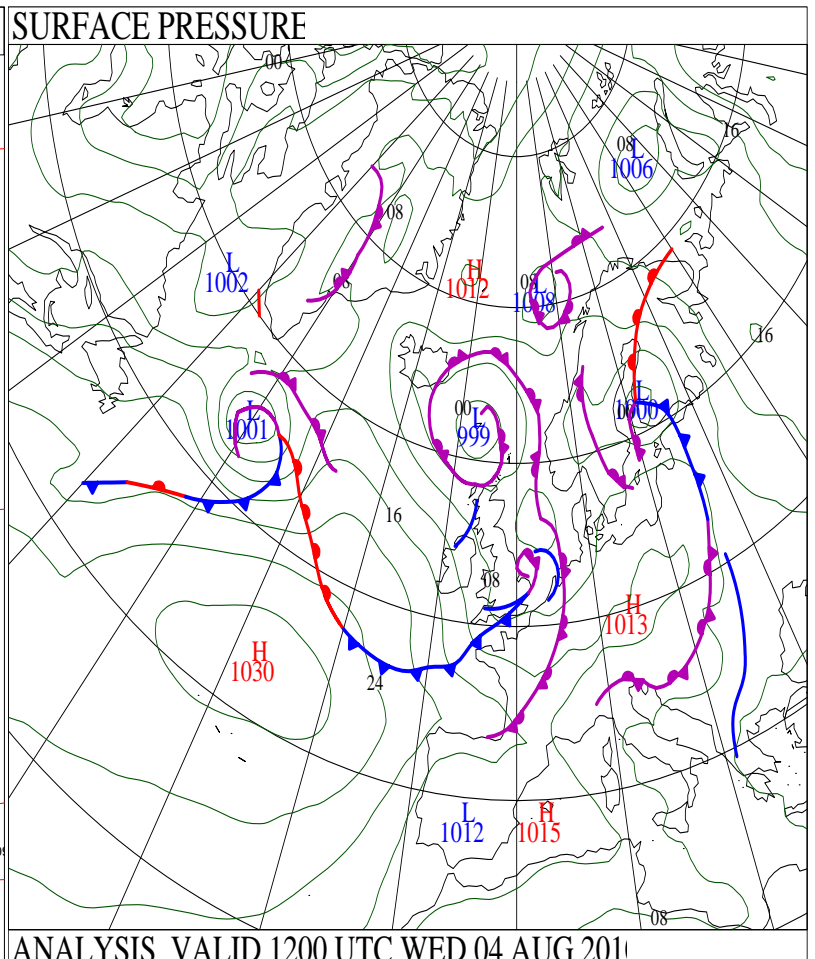 SURFACE PRESSURE
00
16
08
L
1006
08
L
1002
08
H
1012
08
L
1008
16
L
1001
00
L
999
L
1000
16
08
H
1013
H
1030
24
L
1012
H
1015
08
ANALYSIS VALID 1200 UTC WED 04 AUG